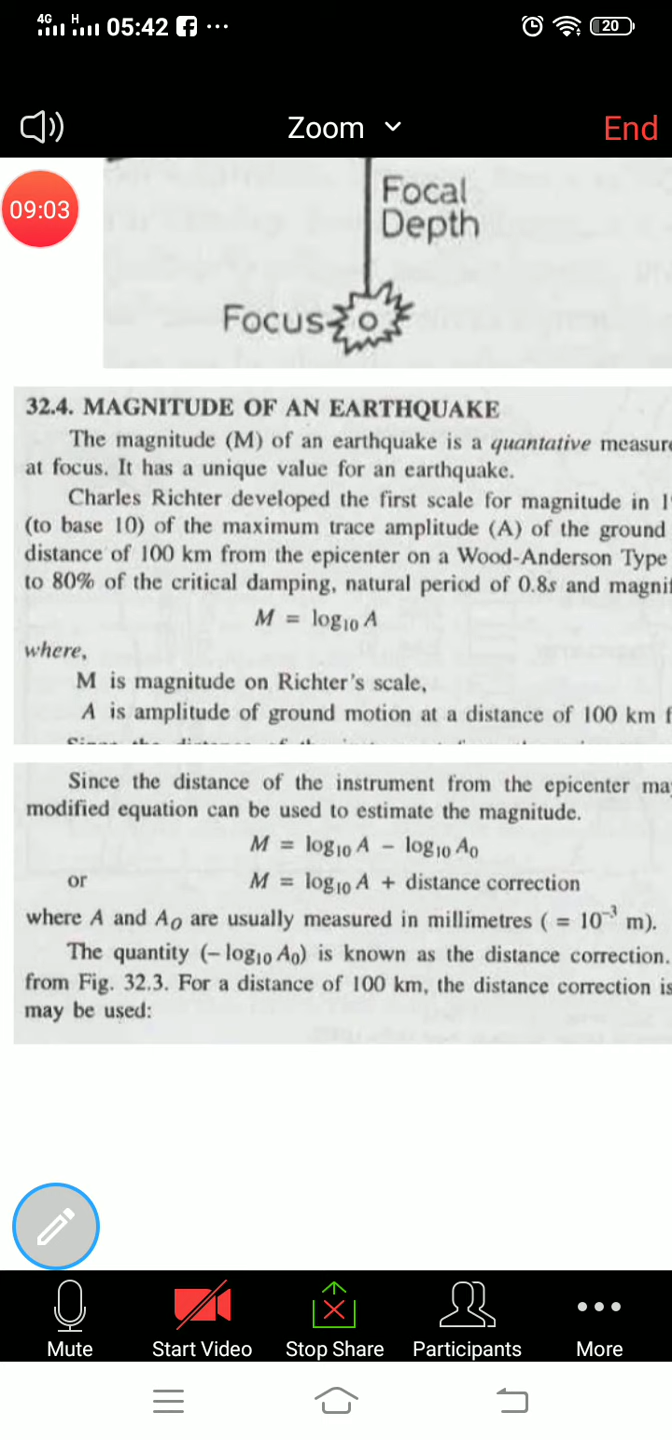 4G H 05:42 ... 20
Zoom End
09:03
Focal
Depth
Focus
32.4. MAGNITUDE OF AN EARTHQUAKE
The magnitude (M) of an earthquake is a quantative measure
at focus. It has a unique value for an earthquake.
Charles Richter developed the first scale for magnitude in 1
(to base 10) of the maximum trace amplitude (A) of the ground
distance of 100 km from the epicenter on a Wood-Anderson Type
to 80% of the critical damping, natural period of 0.8s and magnif
M = log₁₀ A
where,
M is magnitude on Richter's scale,
A is amplitude of ground motion at a distance of 100 km f
Since the distance of the instrument from the epicenter may
modified equation can be used to estimate the magnitude.
M = log₁₀ A − log₁₀ A₀
or M = log₁₀ A + distance correction
where A and A₀ are usually measured in millimetres ( = 10⁻³ m).
The quantity (− log₁₀ A₀) is known as the distance correction.
from Fig. 32.3. For a distance of 100 km, the distance correction is
may be used:
Mute Start Video Stop Share Participants More